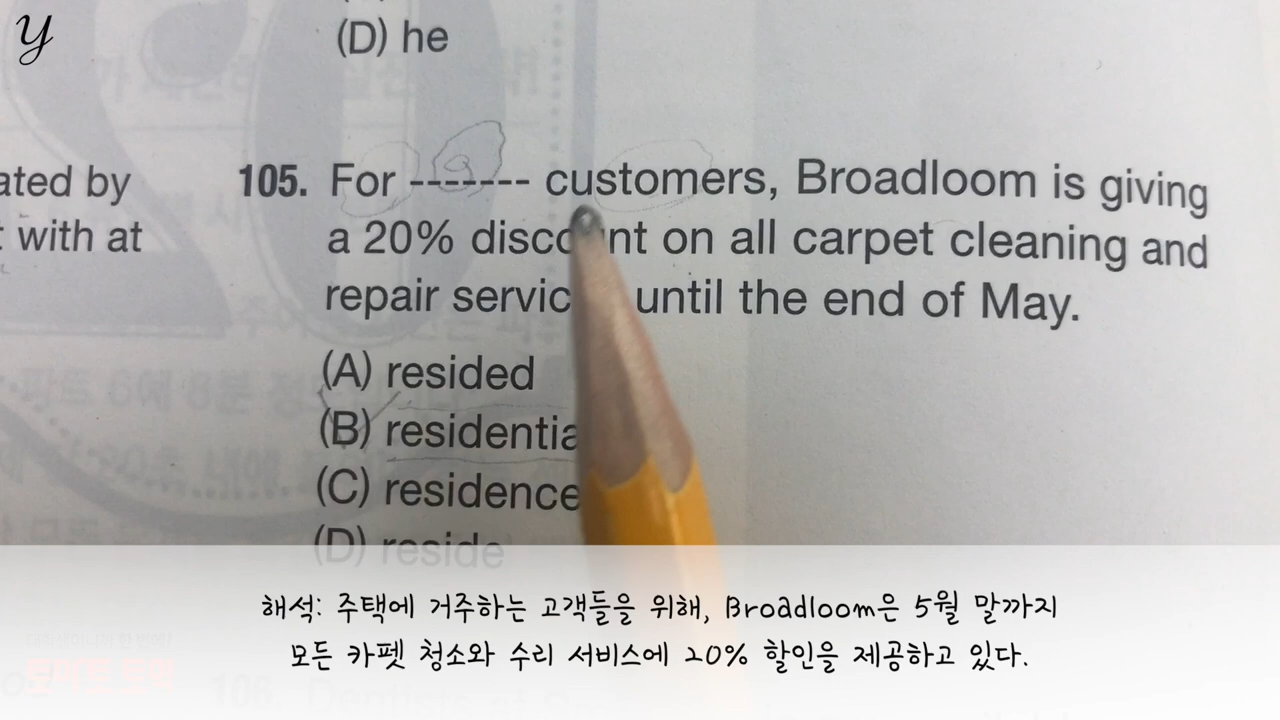 y
(D) he
ated by
with at
105. For ------- customers, Broadloom is giving
a 20% discount on all carpet cleaning and
repair servic until the end of May.
(A) resided
(B) residentia
(C) residence
(D) reside
해석: 주택에 거주하는 고객들을 위해, Broadloom은 5월 말까지
모든 카펫 청소와 수리 서비스에 20% 할인을 제공하고 있다.